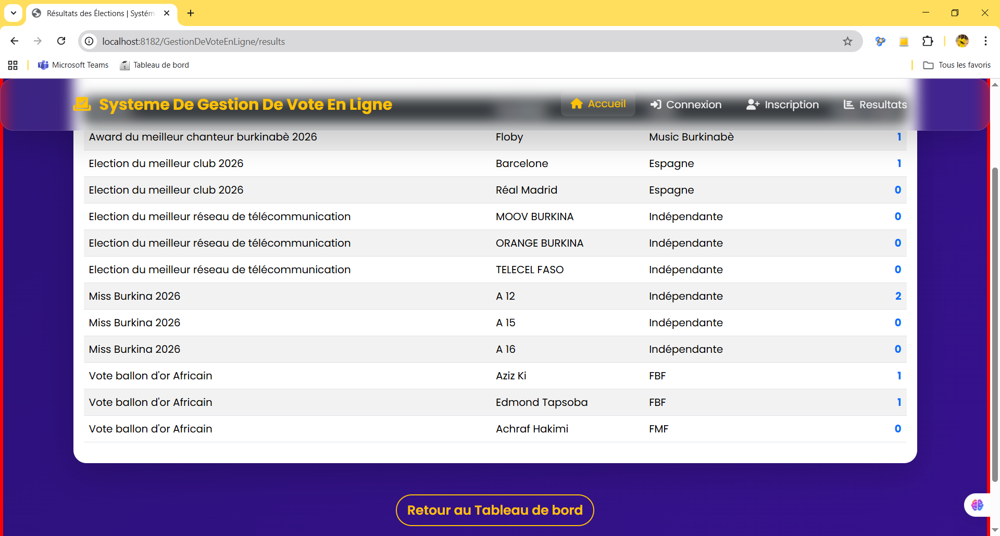 Résultats des Élections | Systèm
localhost:8182/GestionDeVoteEnLigne/results
Microsoft Teams Tableau de bord Tous les favoris
Systeme De Gestion De Vote En Ligne Accueil Connexion Inscription Resultats
Award du meilleur chanteur burkinabè 2026 Floby Music Burkinabè 1
Election du meilleur club 2026 Barcelone Espagne 1
Election du meilleur club 2026 Réal Madrid Espagne 0
Election du meilleur réseau de télécommunication MOOV BURKINA Indépendante 0
Election du meilleur réseau de télécommunication ORANGE BURKINA Indépendante 0
Election du meilleur réseau de télécommunication TELECEL FASO Indépendante 0
Miss Burkina 2026 A 12 Indépendante 2
Miss Burkina 2026 A 15 Indépendante 0
Miss Burkina 2026 A 16 Indépendante 0
Vote ballon d'or Africain Aziz Ki FBF 1
Vote ballon d'or Africain Edmond Tapsoba FBF 1
Vote ballon d'or Africain Achraf Hakimi FMF 0
Retour au Tableau de bord